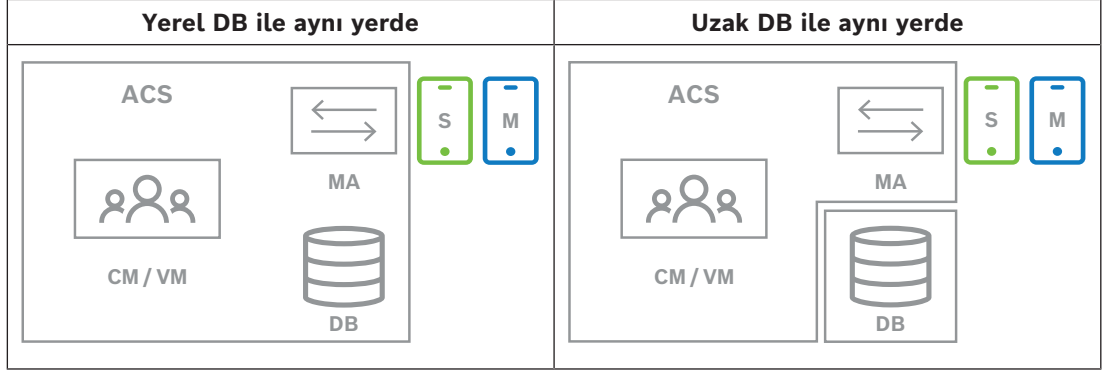 Yerel DB ile aynı yerde
ACS
S
M
MA
CM / VM
DB
Uzak DB ile aynı yerde
ACS
S
M
MA
CM / VM
DB